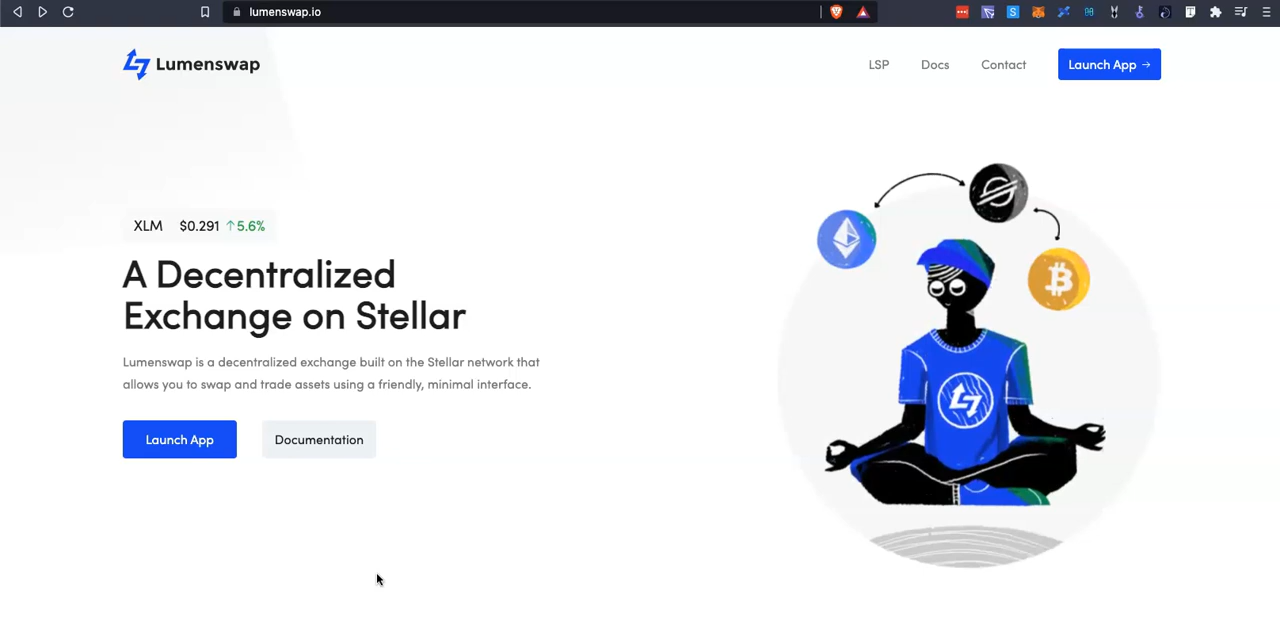 lumenswap.io
Lumenswap
LSP Docs Contact Launch App →
XLM $0.291 ↑5.6%
A Decentralized
Exchange on Stellar
Lumenswap is a decentralized exchange built on the Stellar network that
allows you to swap and trade assets using a friendly, minimal interface.
Launch App Documentation